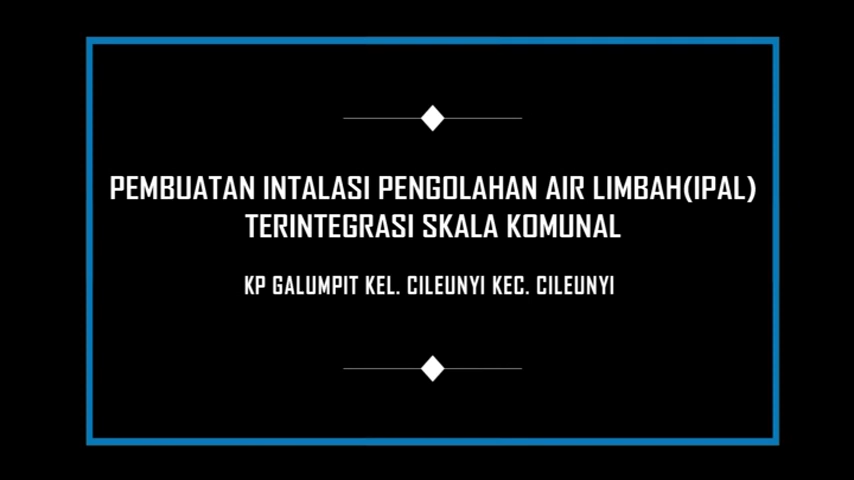 PEMBUATAN INTALASI PENGOLAHAN AIR LIMBAH(IPAL)
TERINTEGRASI SKALA KOMUNAL
KP GALUMPIT KEL. CILEUNYI KEC. CILEUNYI